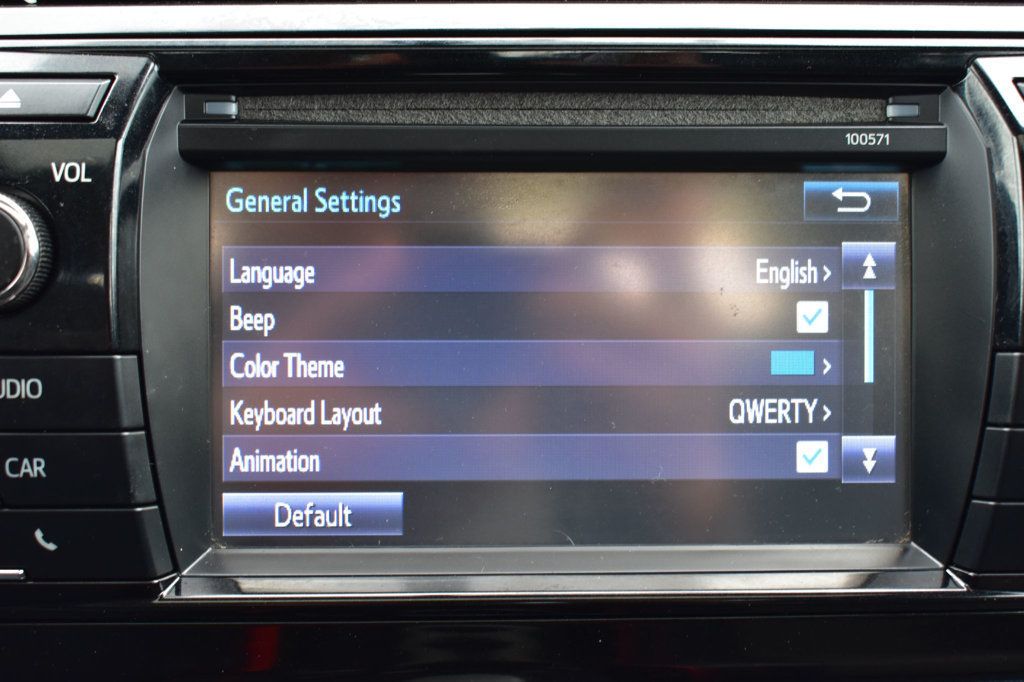 100571
VOL
General Settings
Language English >
Beep
Color Theme >
UDIO
Keyboard Layout QWERTY >
CAR
Animation
Default